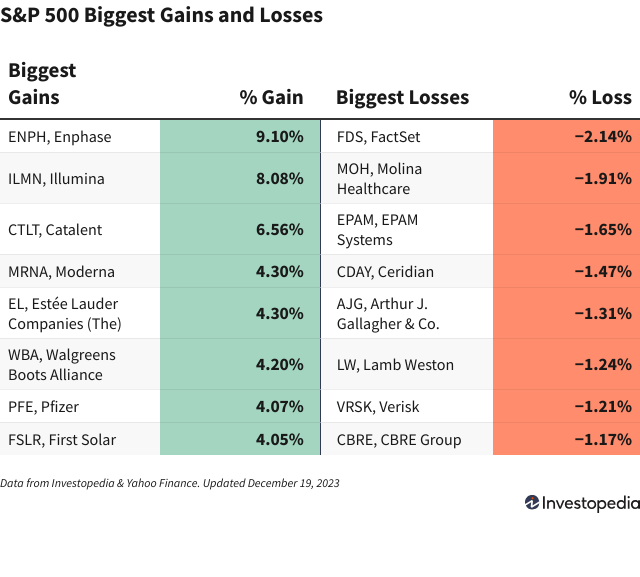 S&P 500 Biggest Gains and Losses
Biggest
Gains
% Gain
Biggest Losses
% Loss
ENPH, Enphase
9.10%
FDS, FactSet
−2.14%
ILMN, Illumina
8.08%
MOH, Molina
Healthcare
−1.91%
CTLT, Catalent
6.56%
EPAM, EPAM
Systems
−1.65%
MRNA, Moderna
4.30%
CDAY, Ceridian
−1.47%
EL, Estée Lauder
Companies (The)
4.30%
AJG, Arthur J.
Gallagher & Co.
−1.31%
WBA, Walgreens
Boots Alliance
4.20%
LW, Lamb Weston
−1.24%
PFE, Pfizer
4.07%
VRSK, Verisk
−1.21%
FSLR, First Solar
4.05%
CBRE, CBRE Group
−1.17%
Data from Investopedia & Yahoo Finance. Updated December 19, 2023
Investopedia